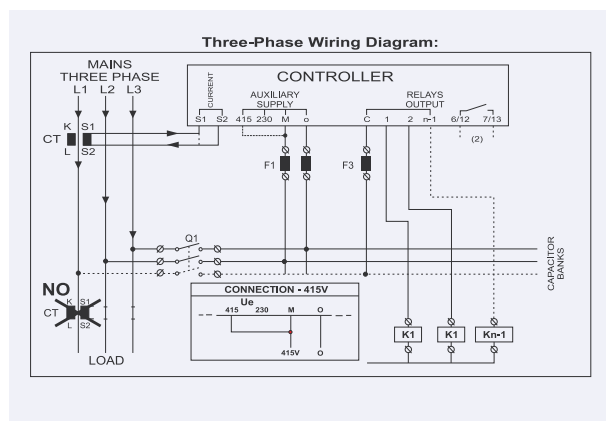 Three-Phase Wiring Diagram:
MAINS
THREE PHASE
L1 L2 L3
CONTROLLER
CURRENT
AUXILIARY
SUPPLY
RELAYS
OUTPUT
S1 S2 415 230 M o C 1 2 n-1 6/12 7/13
(2)
K S1
CT
L S2
F1
F3
Q1
CAPACITOR
BANKS
NO
K S1
CT
L S2
LOAD
CONNECTION - 415V
Ue
415 230 M O
415V O
K1 K1 Kn-1